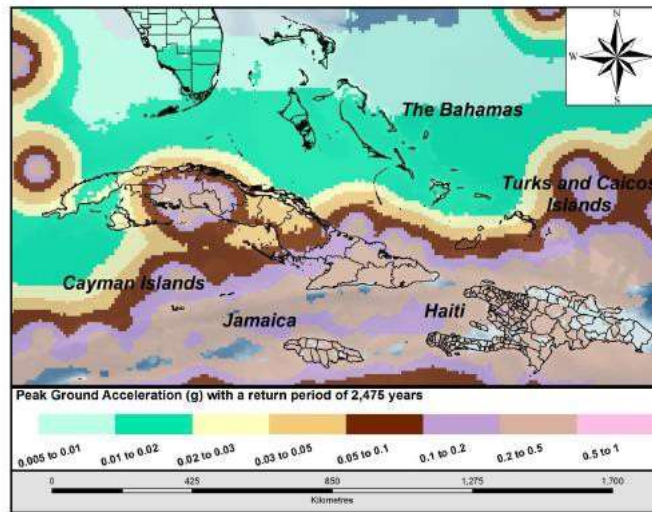 N
W
E
S
The Bahamas
Turks and Caicos
Islands
Cayman Islands
Jamaica
Haiti
Peak Ground Acceleration (g) with a return period of 2,475 years
0.005 to 0.01
0.01 to 0.02
0.02 to 0.03
0.03 to 0.05
0.05 to 0.1
0.1 to 0.2
0.2 to 0.5
0.5 to 1
0 425 850 1,275 1,700
Kilometres